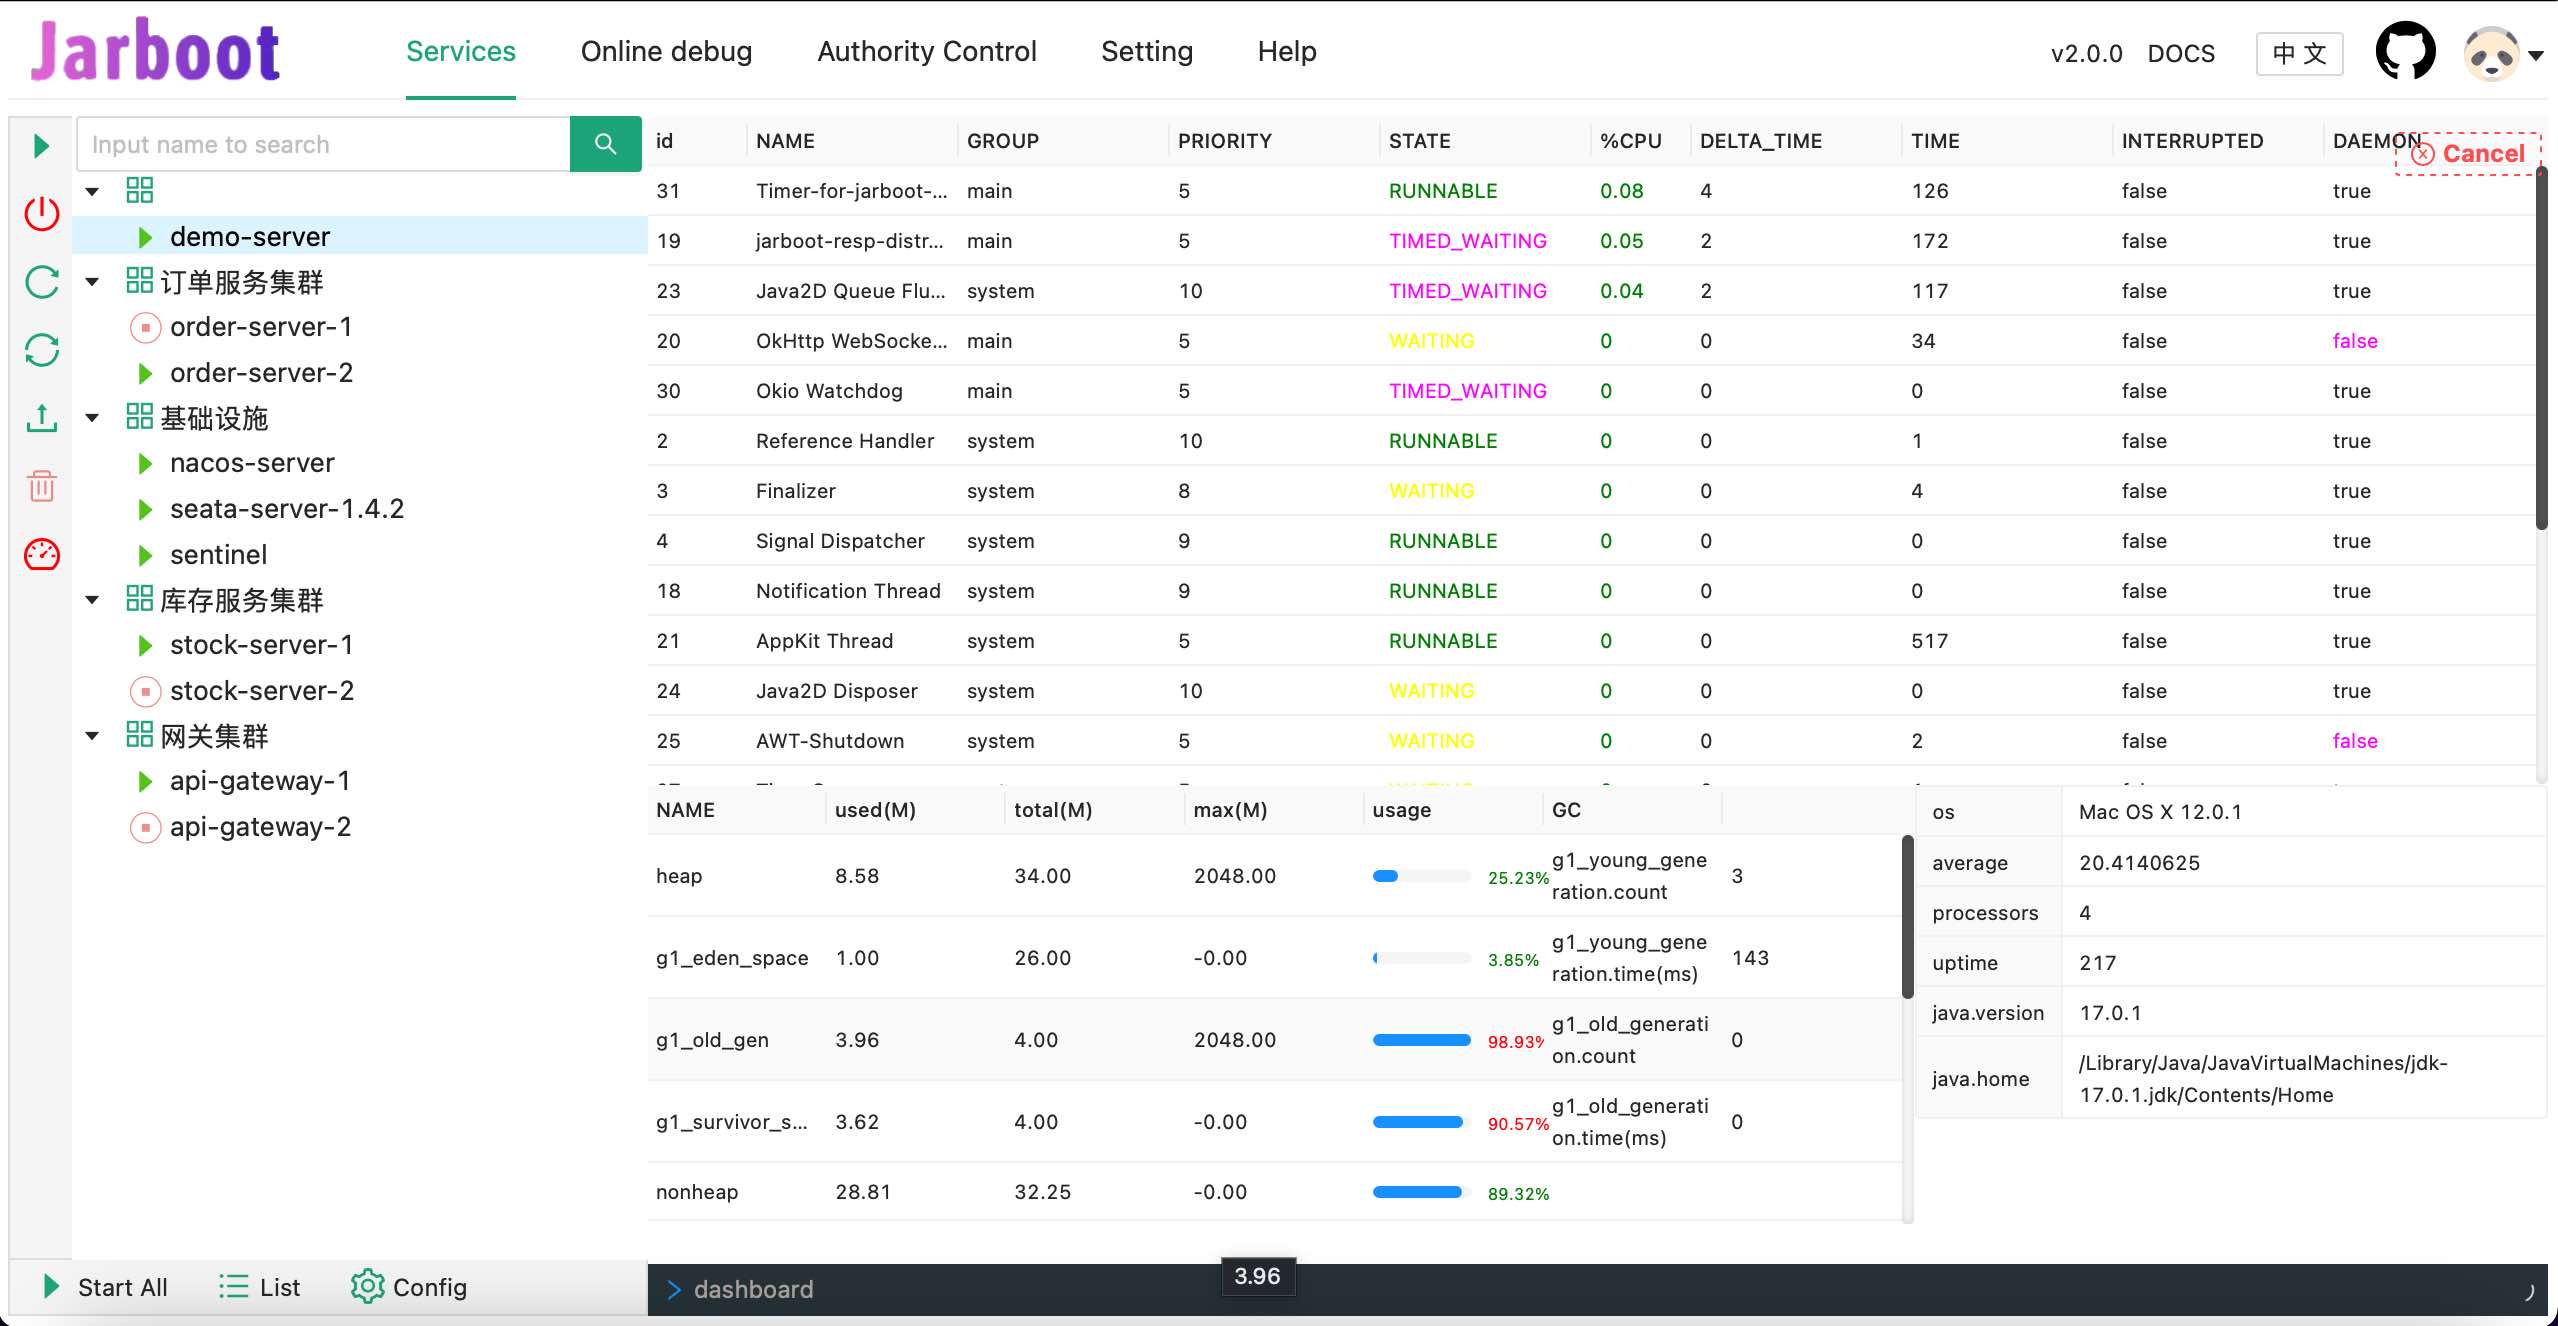 Jarboot
Services Online debug Authority Control Setting Help
v2.0.0 DOCS 中文
Input name to search
demo-server
订单服务集群
order-server-1
order-server-2
基础设施
nacos-server
seata-server-1.4.2
sentinel
库存服务集群
stock-server-1
stock-server-2
网关集群
api-gateway-1
api-gateway-2
Start All List Config
id NAME GROUP PRIORITY STATE %CPU DELTA_TIME TIME INTERRUPTED DAEMON
Cancel
31 Timer-for-jarboot-... main 5 RUNNABLE 0.08 4 126 false true
19 jarboot-resp-distr... main 5 TIMED_WAITING 0.05 2 172 false true
23 Java2D Queue Flu... system 10 TIMED_WAITING 0.04 2 117 false true
20 OkHttp WebSocke... main 5 WAITING 0 0 34 false false
30 Okio Watchdog main 5 TIMED_WAITING 0 0 0 false true
2 Reference Handler system 10 RUNNABLE 0 0 1 false true
3 Finalizer system 8 WAITING 0 0 4 false true
4 Signal Dispatcher system 9 RUNNABLE 0 0 0 false true
18 Notification Thread system 9 RUNNABLE 0 0 0 false true
21 AppKit Thread system 5 RUNNABLE 0 0 517 false true
24 Java2D Disposer system 10 WAITING 0 0 0 false true
25 AWT-Shutdown system 5 WAITING 0 0 2 false false
NAME used(M) total(M) max(M) usage GC
heap 8.58 34.00 2048.00 25.23% g1_young_gene
ration.count 3
g1_eden_space 1.00 26.00 -0.00 3.85% g1_young_gene
ration.time(ms) 143
g1_old_gen 3.96 4.00 2048.00 98.93% g1_old_generati
on.count 0
g1_survivor_s... 3.62 4.00 -0.00 90.57% g1_old_generati
on.time(ms) 0
nonheap 28.81 32.25 -0.00 89.32%
os Mac OS X 12.0.1
average 20.4140625
processors 4
uptime 217
java.version 17.0.1
java.home /Library/Java/JavaVirtualMachines/jdk-
17.0.1.jdk/Contents/Home
3.96
dashboard